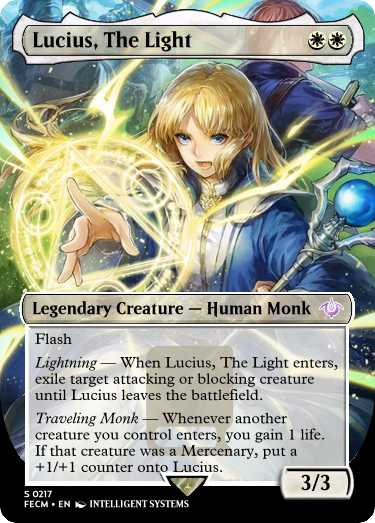 Lucius, The Light
Legendary Creature — Human Monk
Flash
Lightning — When Lucius, The Light enters,
exile target attacking or blocking creature
until Lucius leaves the battlefield.
Traveling Monk — Whenever another
creature you control enters, you gain 1 life.
If that creature was a Mercenary, put a
+1/+1 counter onto Lucius.
3/3
S 0217
FECM • EN INTELLIGENT SYSTEMS